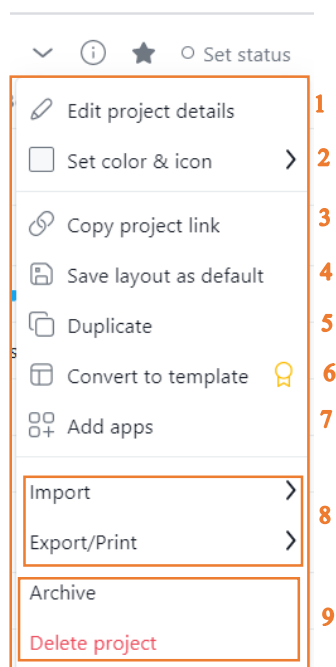 Set status
Edit project details 1
Set color & icon 2
Copy project link 3
Save layout as default 4
Duplicate 5
s
Convert to template 6
Add apps 7
Import
8
Export/Print
Archive
9
Delete project